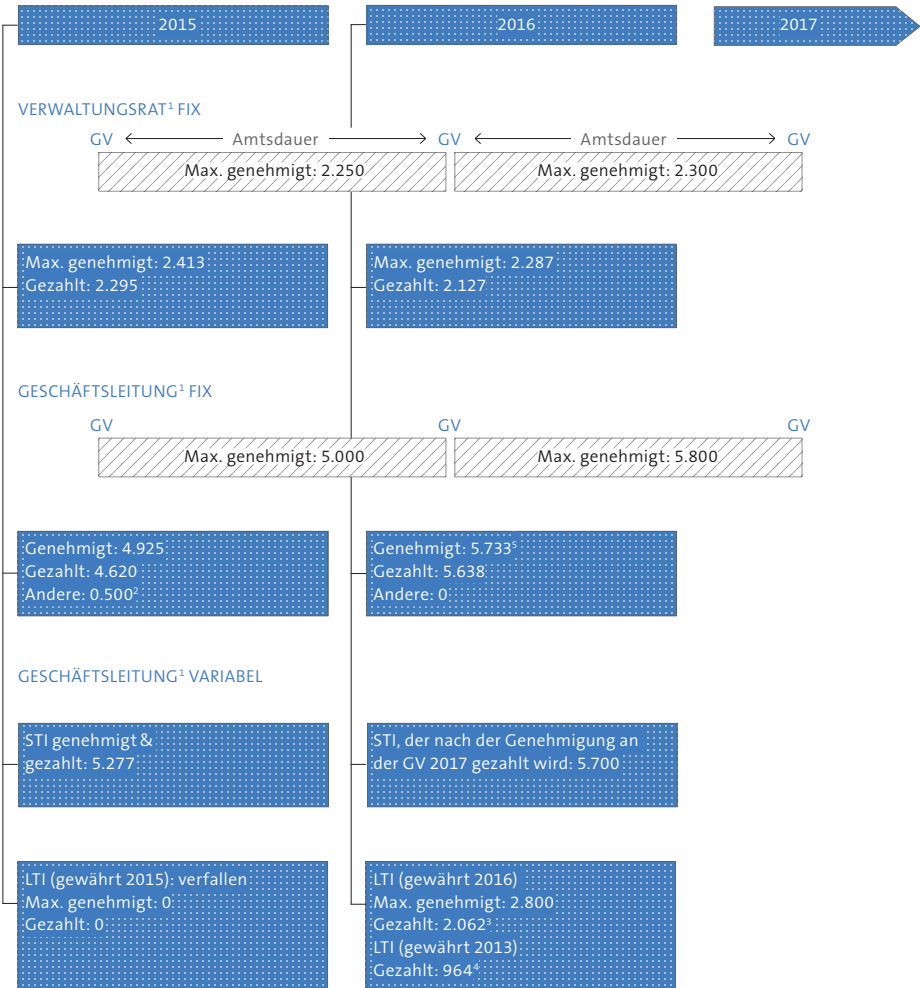 2015
2016
2017
VERWALTUNGSRAT¹ FIX
GV Amtsdauer GV Amtsdauer GV
Max. genehmigt: 2.250
Max. genehmigt: 2.300
Max. genehmigt: 2.413
Gezahlt: 2.295
Max. genehmigt: 2.287
Gezahlt: 2.127
GESCHÄFTSLEITUNG¹ FIX
GV GV GV
Max. genehmigt: 5.000
Max. genehmigt: 5.800
Genehmigt: 4.925
Gezahlt: 4.620
Andere: 0.500²
Genehmigt: 5.733⁵
Gezahlt: 5.638
Andere: 0
GESCHÄFTSLEITUNG¹ VARIABEL
STI genehmigt &
gezahlt: 5.277
STI, der nach der Genehmigung an
der GV 2017 gezahlt wird: 5.700
LTI (gewährt 2015): verfallen
Max. genehmigt: 0
Gezahlt: 0
LTI (gewährt 2016)
Max. genehmigt: 2.800
Gezahlt: 2.062³
LTI (gewährt 2013)
Gezahlt: 964⁴